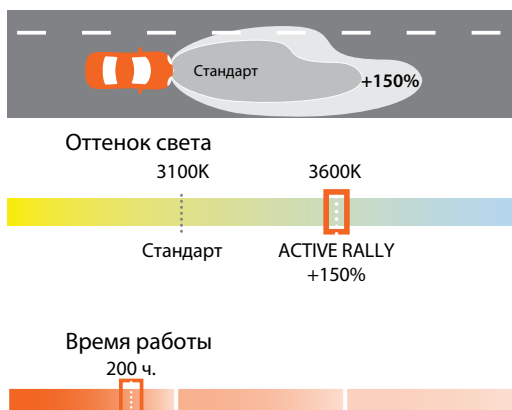 Стандарт
+150%
Оттенок света
3100K 3600K
Стандарт ACTIVE RALLY
+150%
Время работы
200 ч.